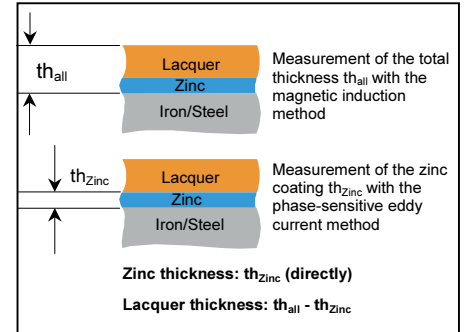 th_all
Lacquer
Zinc
Iron/Steel
Measurement of the total
thickness th_all with the
magnetic induction
method
th_Zinc
Lacquer
Zinc
Iron/Steel
Measurement of the zinc
coating th_Zinc with the
phase-sensitive eddy
current method
Zinc thickness: th_Zinc (directly)
Lacquer thickness: th_all - th_Zinc